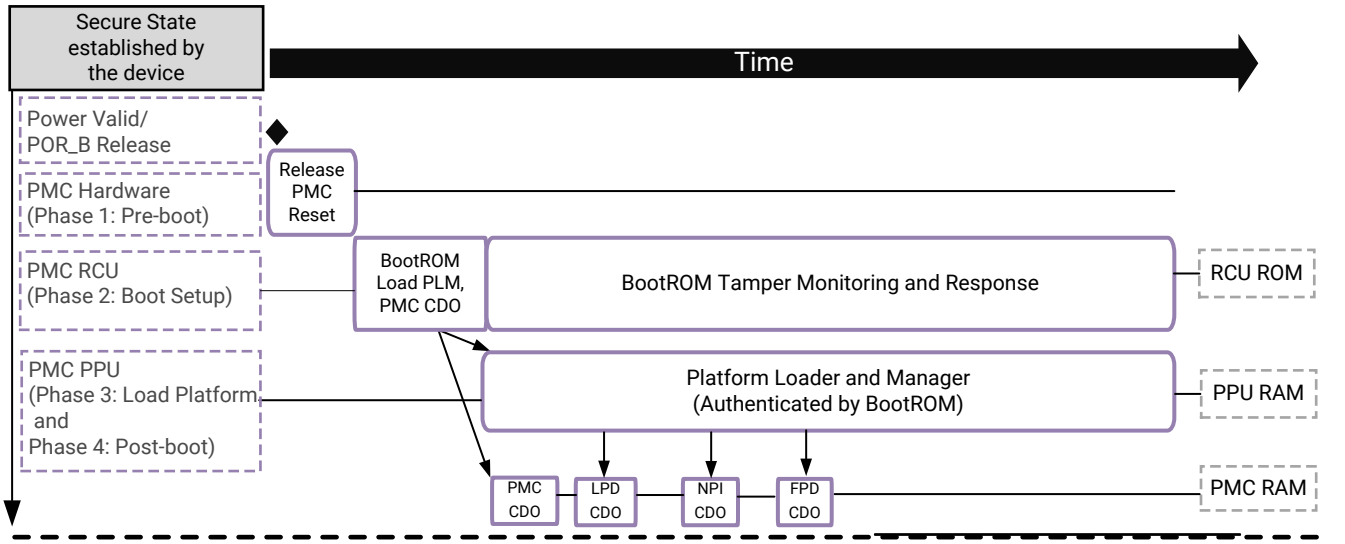 Secure State
established by
the device
Time
Power Valid/
POR_B Release
Release
PMC
Reset
PMC Hardware
(Phase 1: Pre-boot)
BootROM
Load PLM,
PMC CDO
BootROM Tamper Monitoring and Response
RCU ROM
PMC RCU
(Phase 2: Boot Setup)
PMC PPU
(Phase 3: Load Platform
and
Phase 4: Post-boot)
Platform Loader and Manager
(Authenticated by BootROM)
PPU RAM
PMC
CDO
LPD
CDO
NPI
CDO
FPD
CDO
PMC RAM